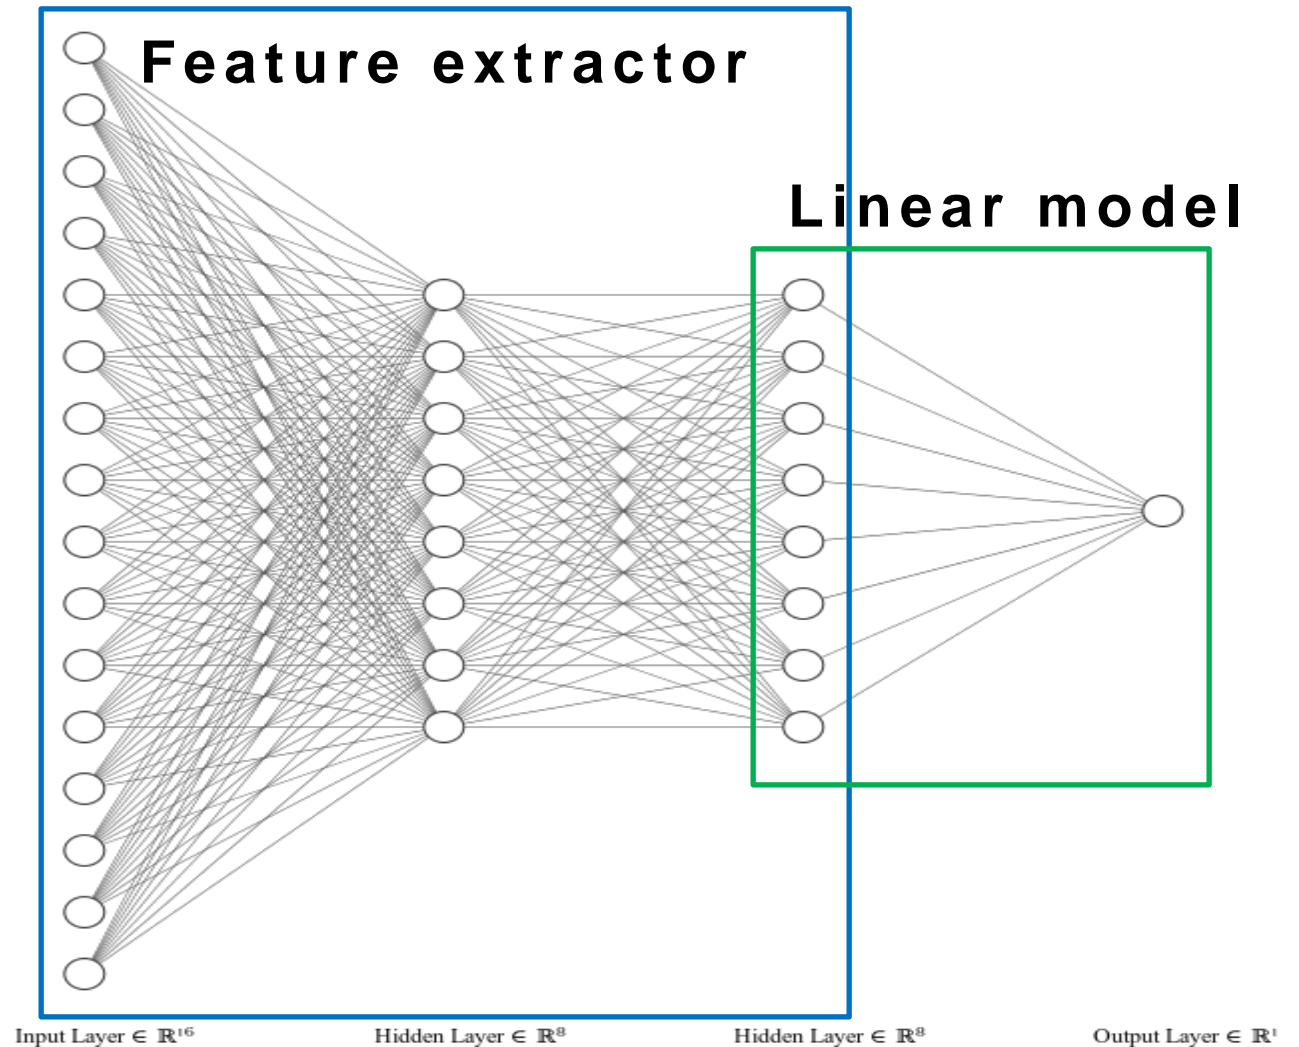 Feature extractor
Linear model
Input Layer ∈ ℝ¹⁶
Hidden Layer ∈ ℝ⁸
Hidden Layer ∈ ℝ⁸
Output Layer ∈ ℝ¹